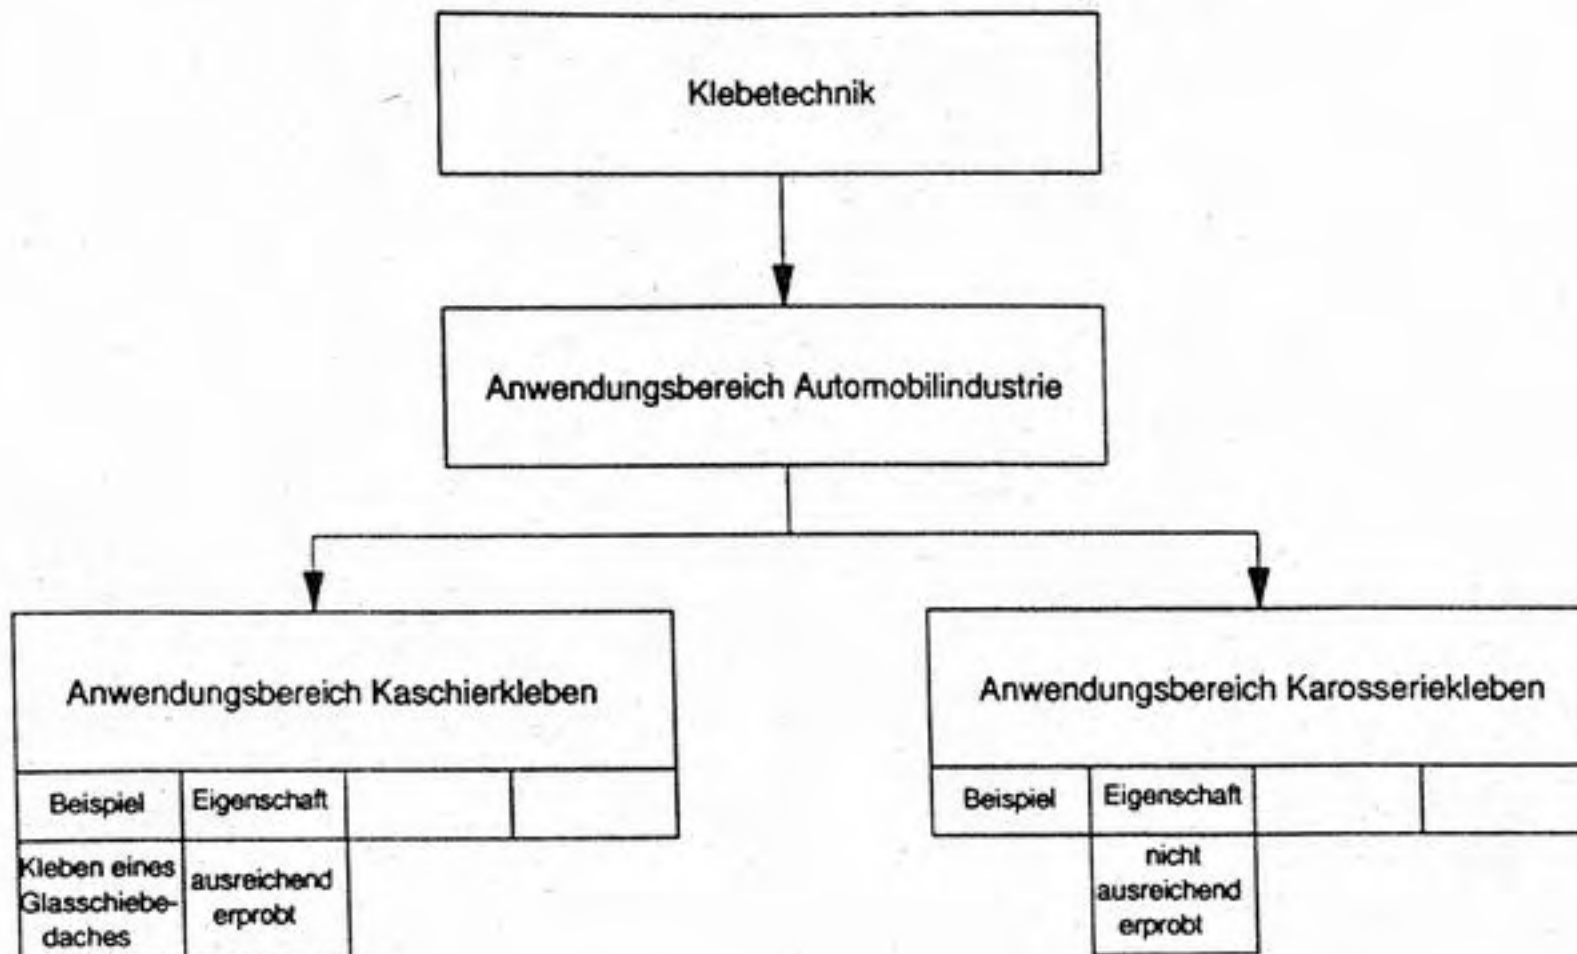 Klebetechnik
Anwendungsbereich Automobilindustrie
Anwendungsbereich Kaschierkleben
Beispiel
Eigenschaft
Kleben eines
Glasschiebe-
daches
ausreichend
erprobt
Anwendungsbereich Karosseriekleben
Beispiel
Eigenschaft
nicht
ausreichend
erprobt